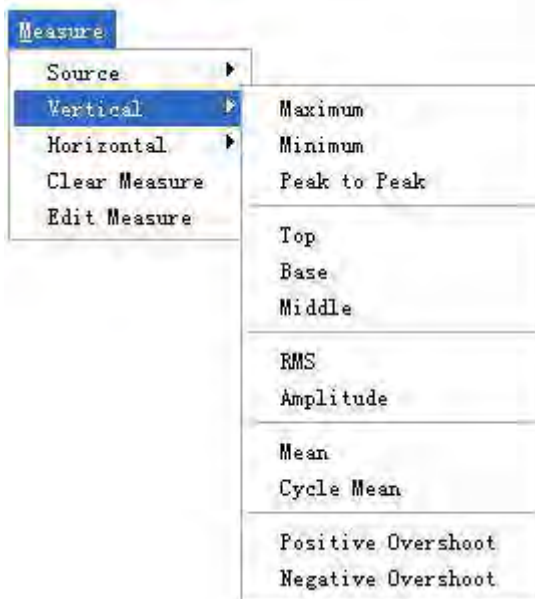 Measure
Source
Vertical
Horizontal
Clear Measure
Edit Measure
Maximum
Minimum
Peak to Peak
Top
Base
Middle
RMS
Amplitude
Mean
Cycle Mean
Positive Overshoot
Negative Overshoot